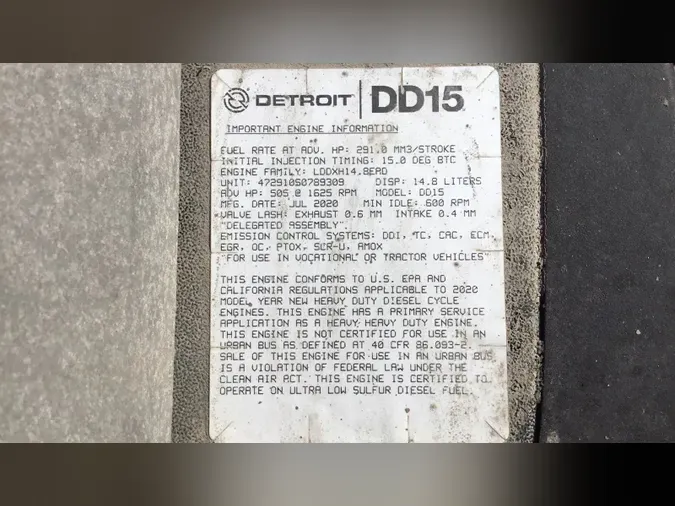 DETROIT DD15
IMPORTANT ENGINE INFORMATION
FUEL RATE AT ADV. HP: 291.0 MM3/STROKE
INITIAL INJECTION TIMING: 15.0 DEG BTC
ENGINE FAMILY: LDDXH14.8EAD
UNIT: 472910S0789309 DISP: 14.8 LITERS
ADV HP: 505 @ 1625 RPM MODEL: DD15
MFG. DATE: JUL 2020 MIN IDLE: 600 RPM
VALVE LASH: EXHAUST 0.6 MM INTAKE 0.4 MM
"DELEGATED ASSEMBLY".
EMISSION CONTROL SYSTEMS: DDI, TC, CAC, ECM,
EGR, OC, PTOX, SCR-U, AMOX
"FOR USE IN VOCATIONAL OR TRACTOR VEHICLES"
THIS ENGINE CONFORMS TO U.S. EPA AND
CALIFORNIA REGULATIONS APPLICABLE TO 2020
MODEL YEAR NEW HEAVY DUTY DIESEL CYCLE
ENGINES. THIS ENGINE HAS A PRIMARY SERVICE
APPLICATION AS A HEAVY HEAVY DUTY ENGINE.
THIS ENGINE IS NOT CERTIFIED FOR USE IN AN
URBAN BUS AS DEFINED AT 40 CFR 86.093-2.
SALE OF THIS ENGINE FOR USE IN AN URBAN BUS
IS A VIOLATION OF FEDERAL LAW UNDER THE
CLEAN AIR ACT. THIS ENGINE IS CERTIFIED TO
OPERATE ON ULTRA LOW SULFUR DIESEL FUEL.